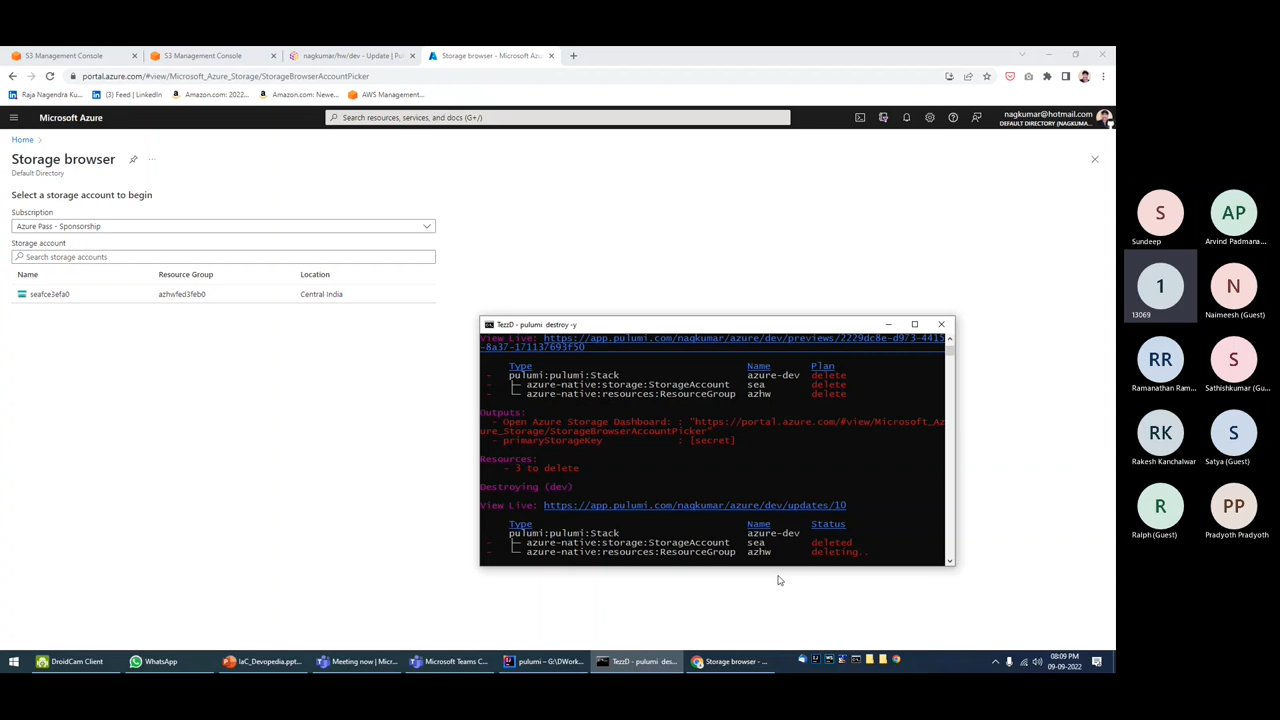 S3 Management Console
S3 Management Console
nagkumar/hw/dev - Update | Pu
Storage browser - Microsoft Az
portal.azure.com/#view/Microsoft_Azure_Storage/StorageBrowserAccountPicker
Raja Nagendra Ku...
(3) Feed | LinkedIn
Amazon.com: 2022...
Amazon.com: Newe...
AWS Managemen...
Microsoft Azure
Search resources, services, and docs (G+/)
nagkumar@hotmail.com
DEFAULT DIRECTORY (NAGKUMA...
Home
Storage browser
Default Directory
Select a storage account to begin
Subscription
Azure Pass - Sponsorship
Storage account
Search storage accounts
Name Resource Group Location
seafce3efa0 azhwfed3feb0 Central India
TezzD - pulumi destroy -y
View Live: https://app.pulumi.com/nagkumar/azure/dev/previews/2229dc8e-d973-4415
-8a37-171137693f50
Type Name Plan
- pulumi:pulumi:Stack azure-dev delete
- ├─ azure-native:storage:StorageAccount sea delete
- └─ azure-native:resources:ResourceGroup azhw delete
Outputs:
- Open Azure Storage Dashboard: : "https://portal.azure.com/#view/Microsoft_Az
ure_Storage/StorageBrowserAccountPicker"
- primaryStorageKey : [secret]
Resources:
- 3 to delete
Destroying (dev)
View Live: https://app.pulumi.com/nagkumar/azure/dev/updates/10
Type Name Status
pulumi:pulumi:Stack azure-dev
- ├─ azure-native:storage:StorageAccount sea deleted
- └─ azure-native:resources:ResourceGroup azhw deleting..
S
Sundeep
AP
Arvind Padmana...
1
13069
N
Naimeesh (Guest)
RR
Ramanathan Ram...
S
Sathishkumar (Gu...
RK
Rakesh Kanchalwar
S
Satya (Guest)
R
Ralph (Guest)
PP
Pradyoth Pradyoth
DroidCam Client
WhatsApp
IaC_Devopedia.ppt...
Meeting now | Micr...
Microsoft Teams C...
pulumi – G:\DWork...
TezzD - pulumi des...
Storage browser - ...
08:09 PM
09-09-2022